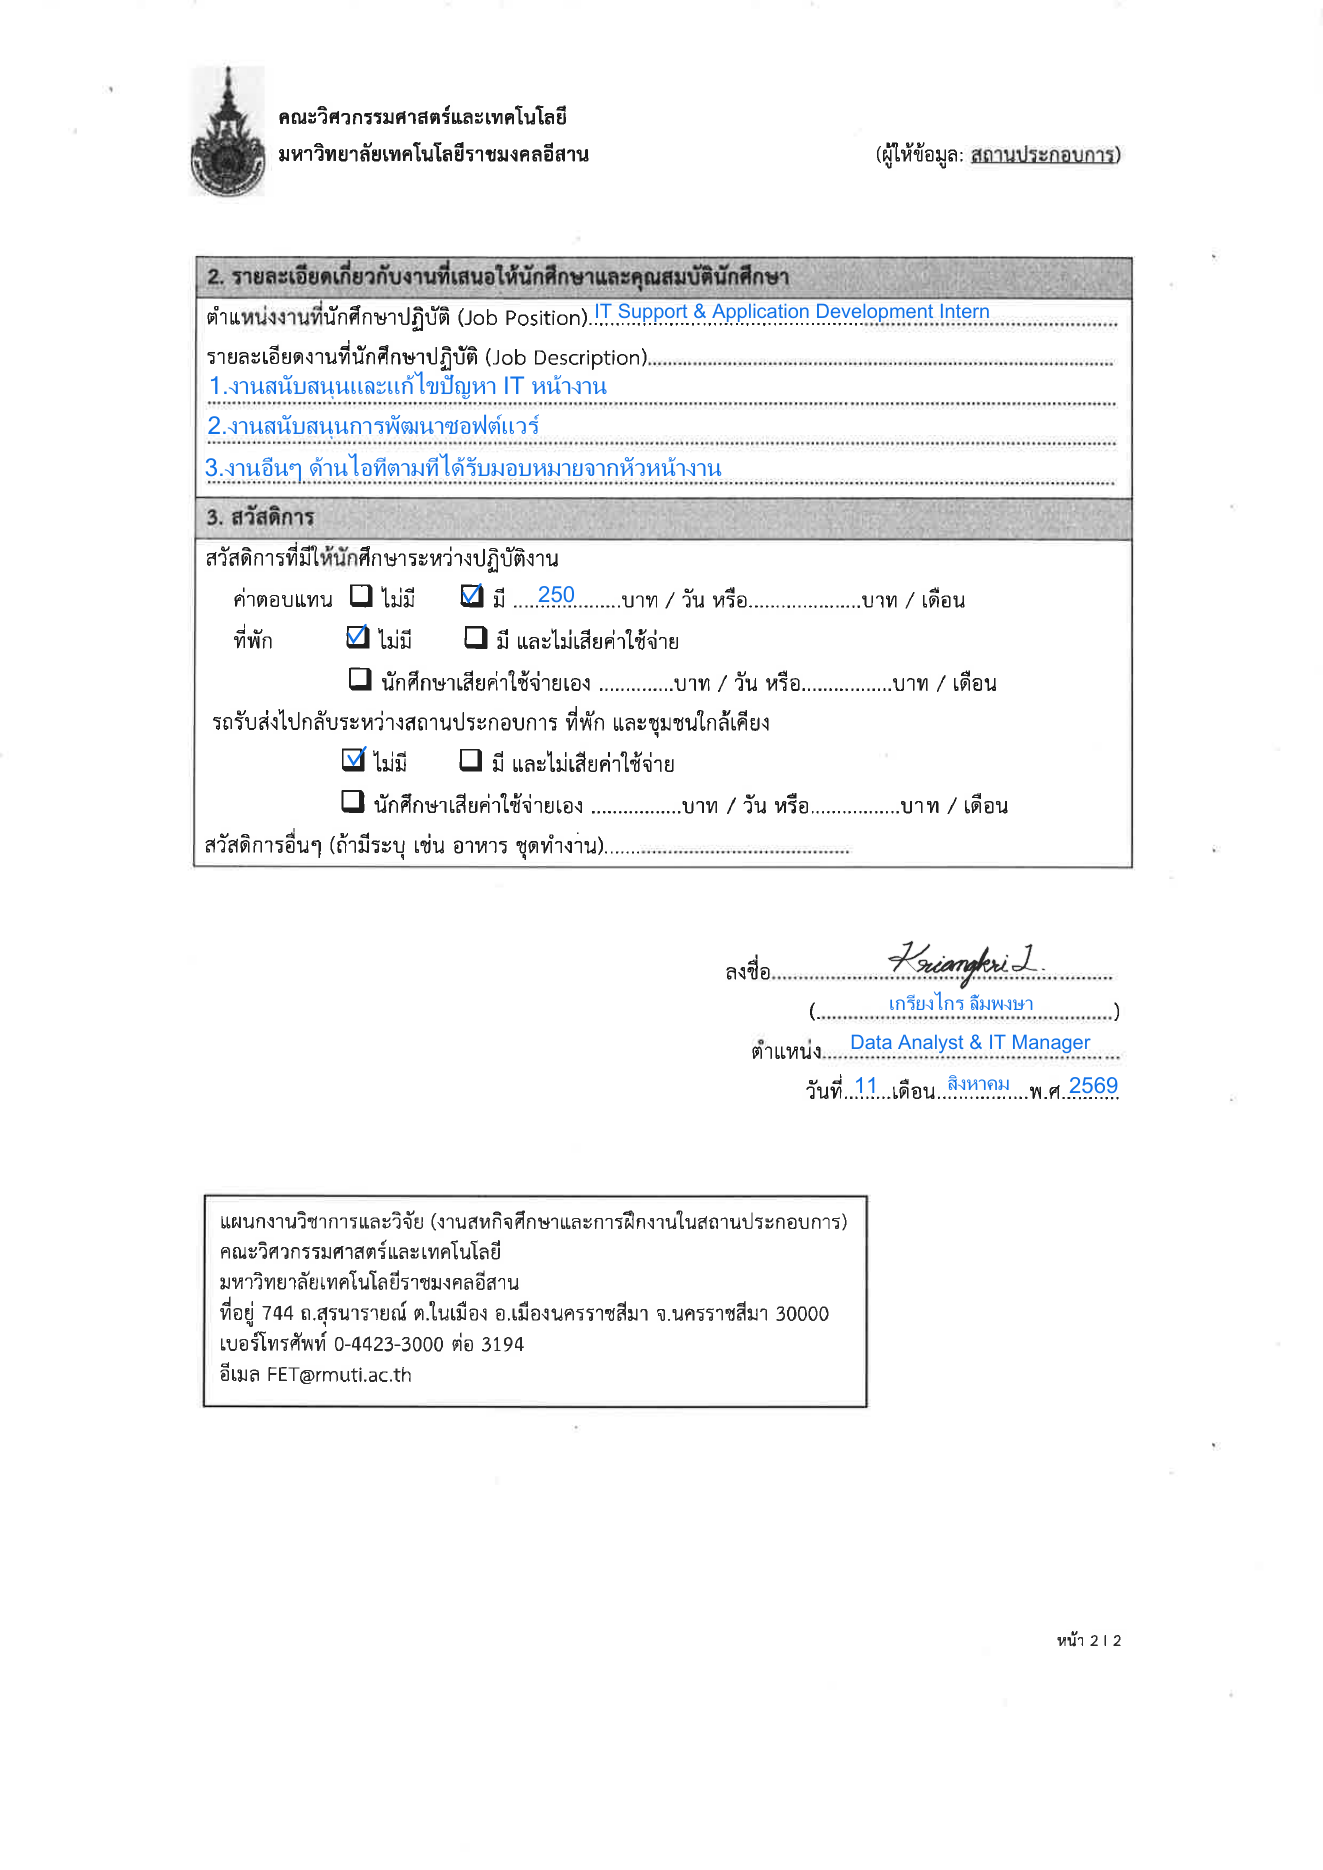 คณะวิศวกรรมศาสตร์และเทคโนโลยี
มหาวิทยาลัยเทคโนโลยีราชมงคลอีสาน
(ผู้ให้ข้อมูล: สถานประกอบการ)
2. รายละเอียดเกี่ยวกับงานที่เสนอให้นักศึกษาและคุณสมบัตินักศึกษา
ตำแหน่งงานที่นักศึกษาปฏิบัติ (Job Position) IT Support & Application Development Intern
รายละเอียดงานที่นักศึกษาปฏิบัติ (Job Description)
1.งานสนับสนุนและแก้ไขปัญหา IT หน้างาน
2.งานสนับสนุนการพัฒนาซอฟต์แวร์
3.งานอื่นๆ ด้านไอทีตามที่ได้รับมอบหมายจากหัวหน้างาน
3. สวัสดิการ
สวัสดิการที่มีให้นักศึกษาระหว่างปฏิบัติงาน
ค่าตอบแทน ไม่มี มี 250 บาท / วัน หรือ บาท / เดือน
ที่พัก ไม่มี มี และไม่เสียค่าใช้จ่าย
นักศึกษาเสียค่าใช้จ่ายเอง บาท / วัน หรือ บาท / เดือน
รถรับส่งไปกลับระหว่างสถานประกอบการ ที่พัก และชุมชนใกล้เคียง
ไม่มี มี และไม่เสียค่าใช้จ่าย
นักศึกษาเสียค่าใช้จ่ายเอง บาท / วัน หรือ บาท / เดือน
สวัสดิการอื่นๆ (ถ้ามีระบุ เช่น อาหาร ชุดทำงาน)
ลงชื่อ Kriangkri L.
(เกรียงไกร ลิ้มพงษา)
ตำแหน่ง Data Analyst & IT Manager
วันที่ 11 เดือน สิงหาคม พ.ศ. 2569
แผนกงานวิชาการและวิจัย (งานสหกิจศึกษาและการฝึกงานในสถานประกอบการ)
คณะวิศวกรรมศาสตร์และเทคโนโลยี
มหาวิทยาลัยเทคโนโลยีราชมงคลอีสาน
ที่อยู่ 744 ถ.สุรนารายณ์ ต.ในเมือง อ.เมืองนครราชสีมา จ.นครราชสีมา 30000
เบอร์โทรศัพท์ 0-4423-3000 ต่อ 3194
อีเมล FET@rmuti.ac.th
หน้า 2 | 2